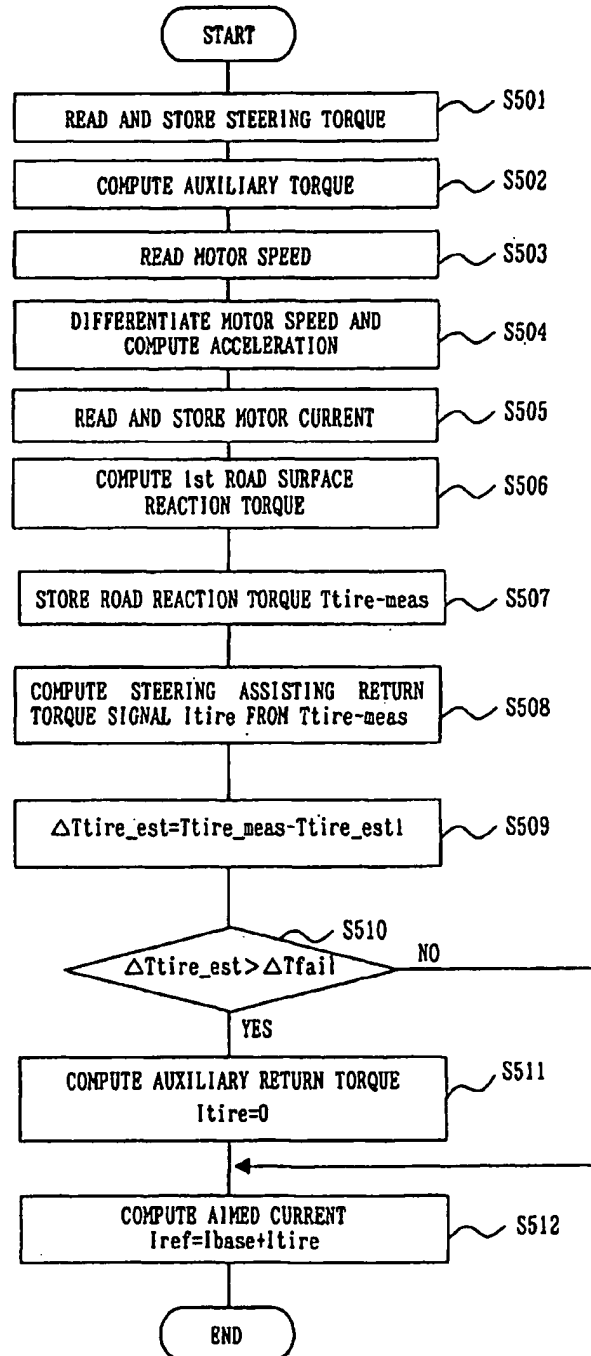 START
READ AND STORE STEERING TORQUE
S501
COMPUTE AUXILIARY TORQUE
S502
READ MOTOR SPEED
S503
DIFFERENTIATE MOTOR SPEED AND
COMPUTE ACCELERATION
S504
READ AND STORE MOTOR CURRENT
S505
COMPUTE 1st ROAD SURFACE
REACTION TORQUE
S506
STORE ROAD REACTION TORQUE Ttire-meas
S507
COMPUTE STEERING ASSISTING RETURN
TORQUE SIGNAL Itire FROM Ttire-meas
S508
△Ttire_est=Ttire_meas-Ttire_est1
S509
S510
△Ttire_est>△Tfail
NO
YES
COMPUTE AUXILIARY RETURN TORQUE
Itire=0
S511
COMPUTE AIMED CURRENT
Iref=Ibase+Itire
S512
END